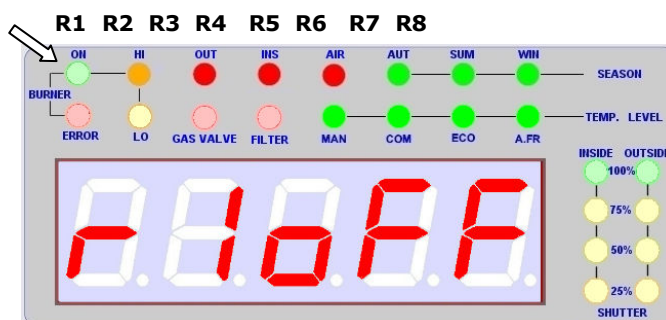 R1 R2 R3 R4 R5 R6 R7 R8
ON HI OUT INS AIR AUT SUM WIN
SEASON
BURNER
TEMP. LEVEL
ERROR LO GAS VALVE FILTER MAN COM ECO A.FR
INSIDE OUTSIDE
100%
75%
50%
25%
SHUTTER
r1oFF